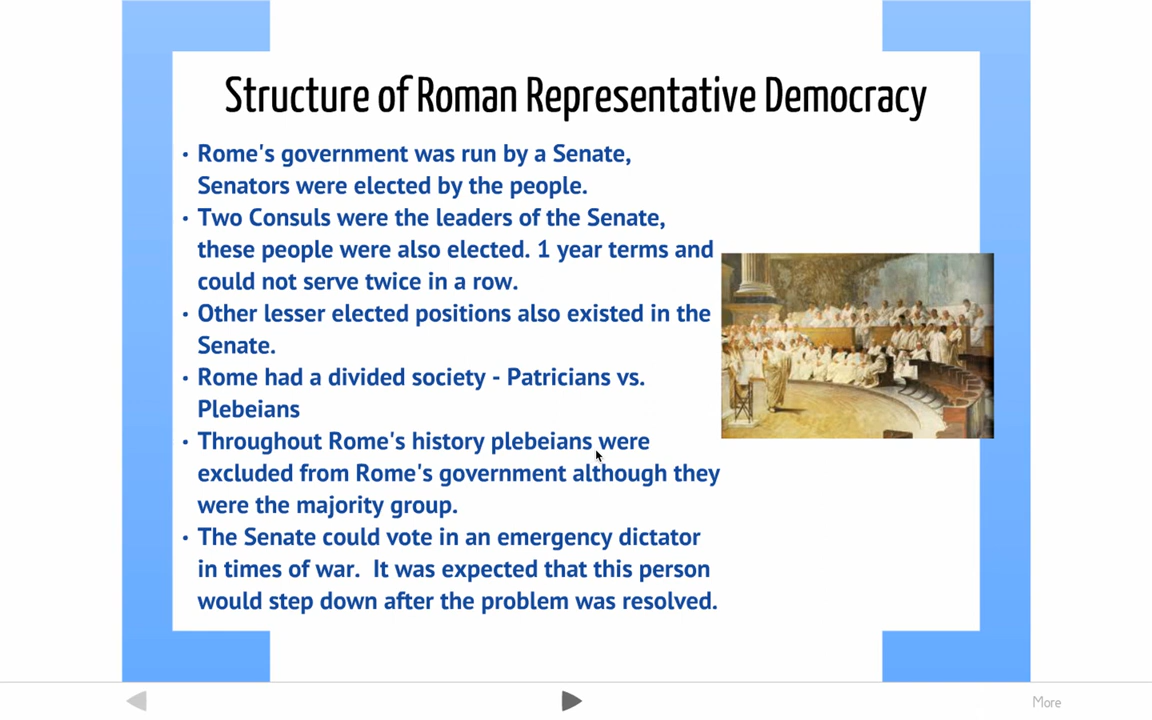 Structure of Roman Representative Democracy
• Rome's government was run by a Senate,
Senators were elected by the people.
• Two Consuls were the leaders of the Senate,
these people were also elected. 1 year terms and
could not serve twice in a row.
• Other lesser elected positions also existed in the
Senate.
• Rome had a divided society - Patricians vs.
Plebeians
• Throughout Rome's history plebeians were
excluded from Rome's government although they
were the majority group.
• The Senate could vote in an emergency dictator
in times of war.  It was expected that this person
would step down after the problem was resolved.
More